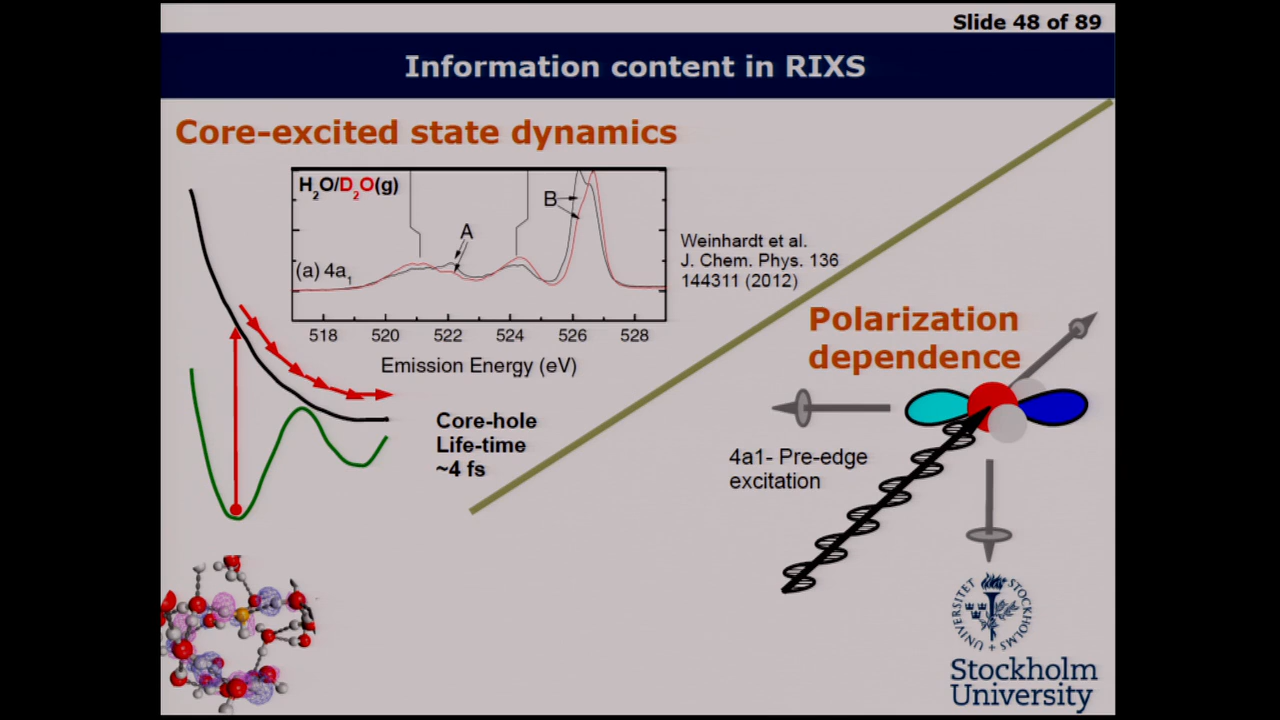 Slide 48 of 89
Information content in RIXS
Core-excited state dynamics
H₂O/D₂O(g)
B
A
(a) 4a₁
518 520 522 524 526 528
Emission Energy (eV)
Weinhardt et al.
J. Chem. Phys. 136
144311 (2012)
Core-hole
Life-time
~4 fs
Polarization
dependence
4a1- Pre-edge
excitation
STOCKHOLMS UNIVERSITET
Stockholm
University